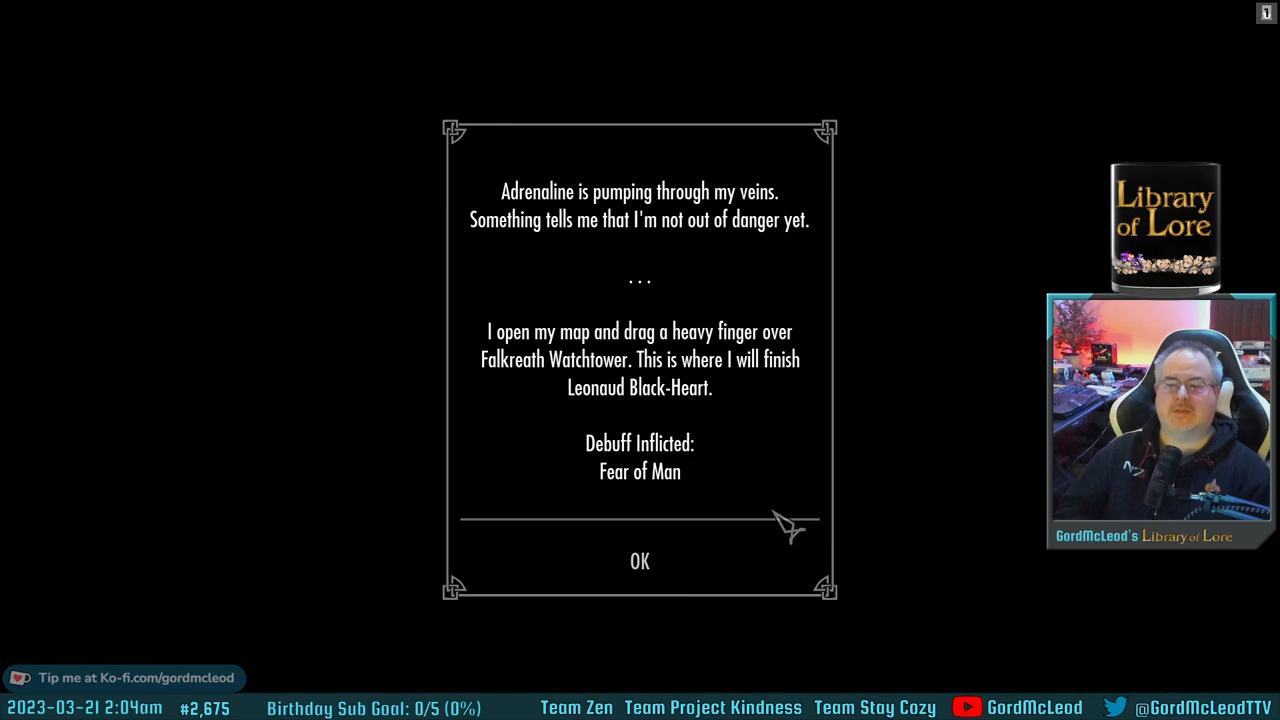 1
Adrenaline is pumping through my veins.
Something tells me that I'm not out of danger yet.
...
I open my map and drag a heavy finger over
Falkreath Watchtower. This is where I will finish
Leonaud Black-Heart.
Debuff Inflicted:
Fear of Man
OK
Library
of Lore
N7
GordMcLeod's Library of Lore
Tip me at Ko-fi.com/gordmcleod
2023-03-21 2:04am #2,675 Birthday Sub Goal: 0/5 (0%) Team Zen Team Project Kindness Team Stay Cozy GordMcLeod @GordMcLeodTTV